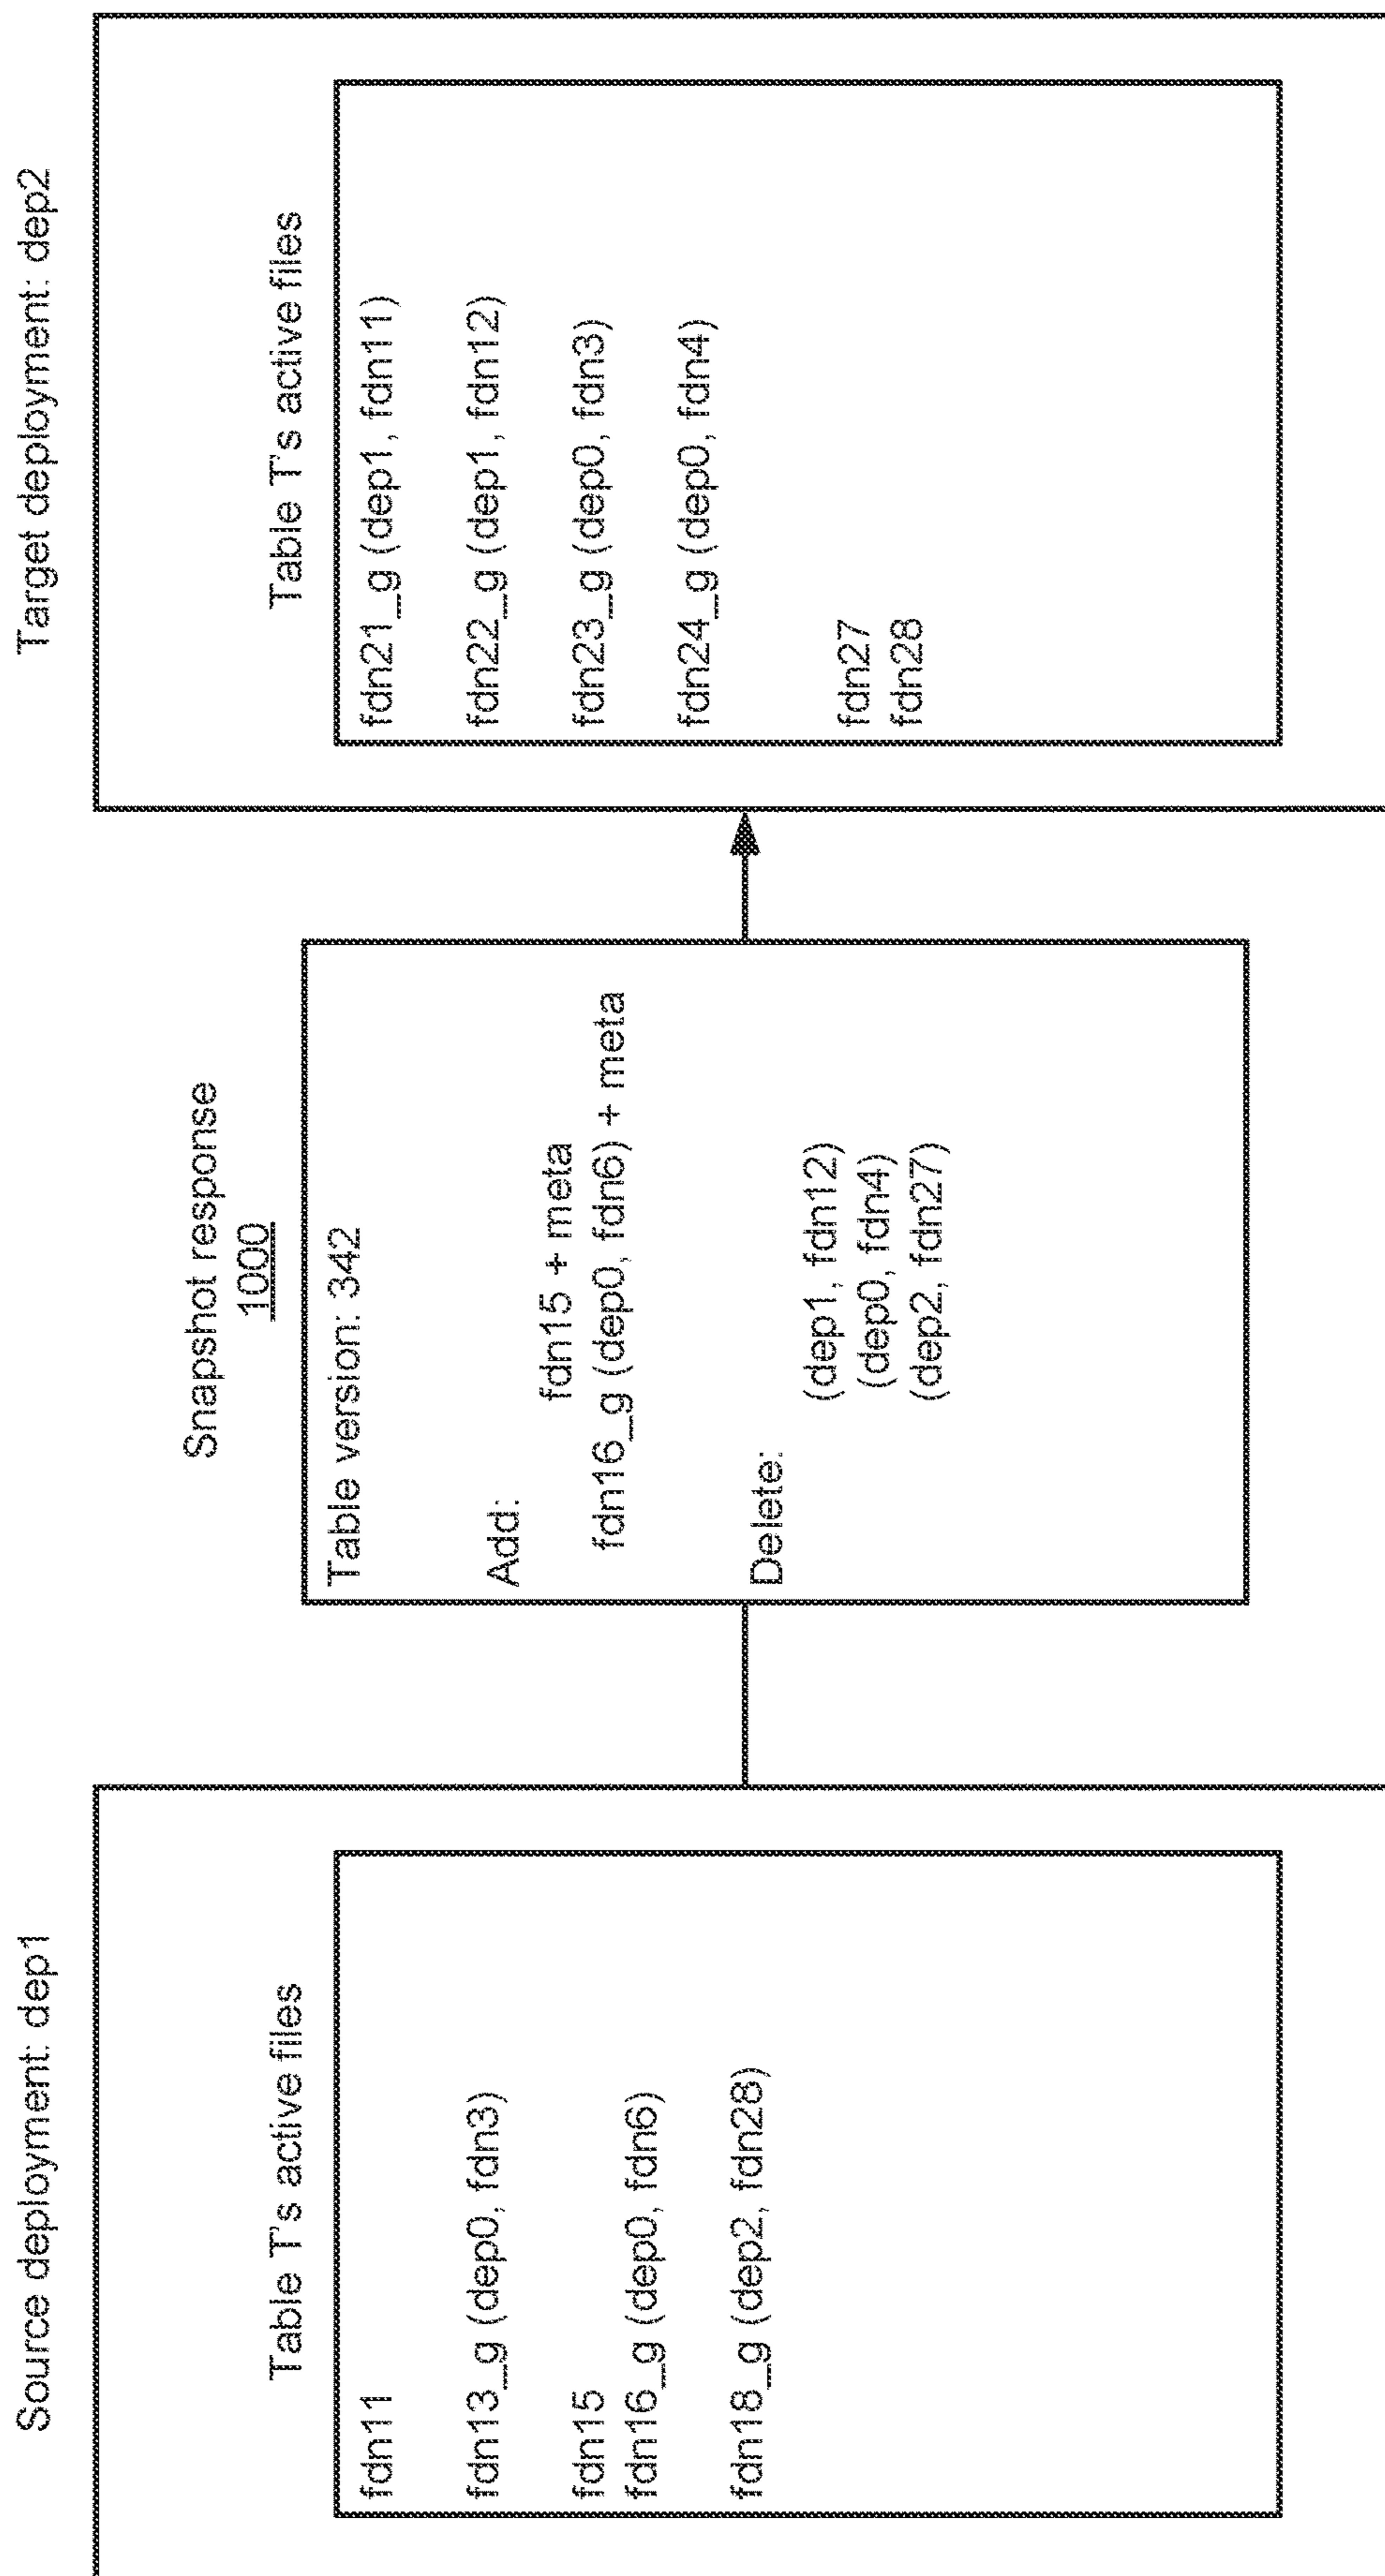 Source deployment: dep1
Table T's active files
fdn11
fdn13_g (dep0, fdn3)
fdn15
fdn16_g (dep0, fdn6)
fdn18_g (dep2, fdn28)
Snapshot response
1000
Table version: 342
Add:
fdn15 + meta
fdn16_g (dep0, fdn6) + meta
Delete:
(dep1, fdn12)
(dep0, fdn4)
(dep2, fdn27)
Target deployment: dep2
Table T's active files
fdn21_g (dep1, fdn11)
fdn22_g (dep1, fdn12)
fdn23_g (dep0, fdn3)
fdn24_g (dep0, fdn4)
fdn27
fdn28